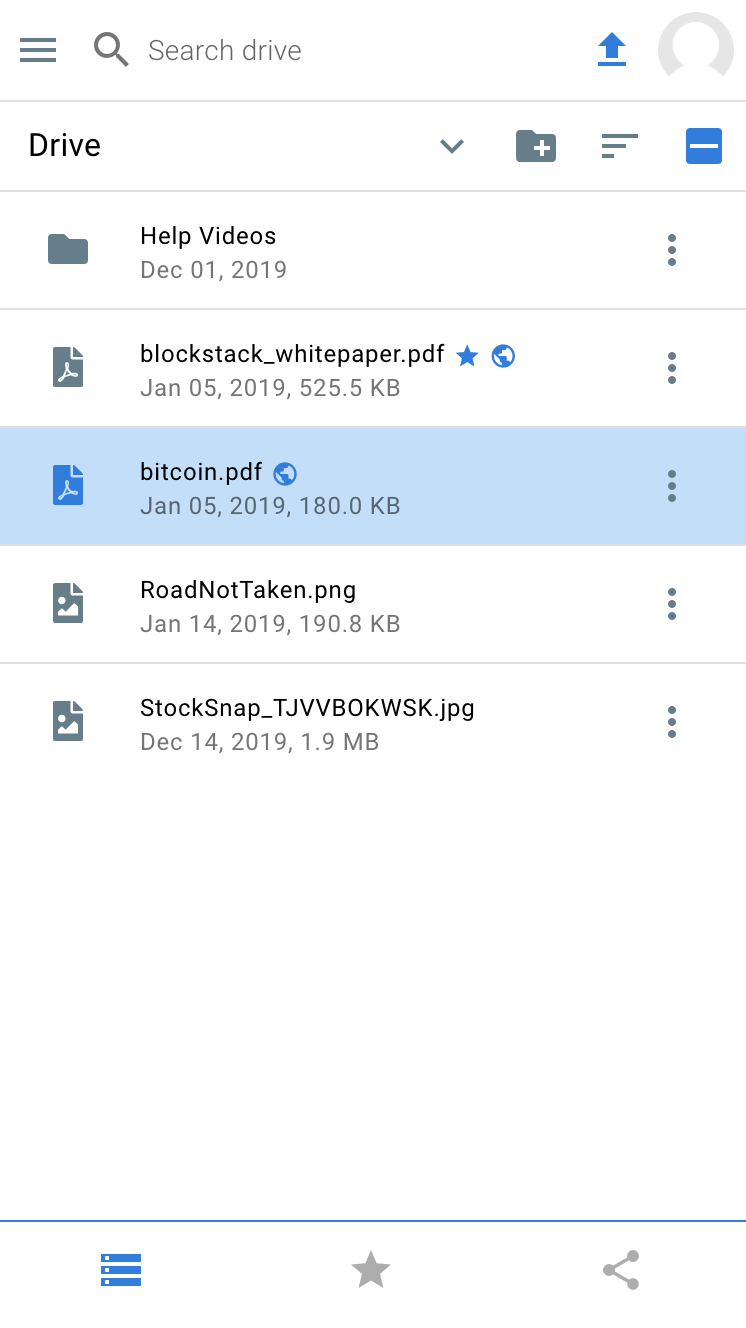 Search drive
Drive
Help Videos
Dec 01, 2019
blockstack_whitepaper.pdf
Jan 05, 2019, 525.5 KB
bitcoin.pdf
Jan 05, 2019, 180.0 KB
RoadNotTaken.png
Jan 14, 2019, 190.8 KB
StockSnap_TJVVBOKWSK.jpg
Dec 14, 2019, 1.9 MB